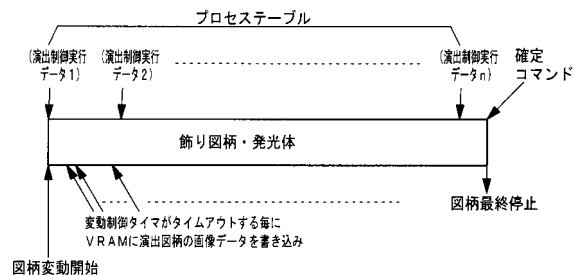 プロセステーブル
(演出制御実行
データ1)
(演出制御実行
データ2)
(演出制御実行
データn)
確定
コマンド
飾り図柄・発光体
変動制御タイマがタイムアウトする毎に
VRAMに演出図柄の画像データを書き込み
図柄最終停止
図柄変動開始